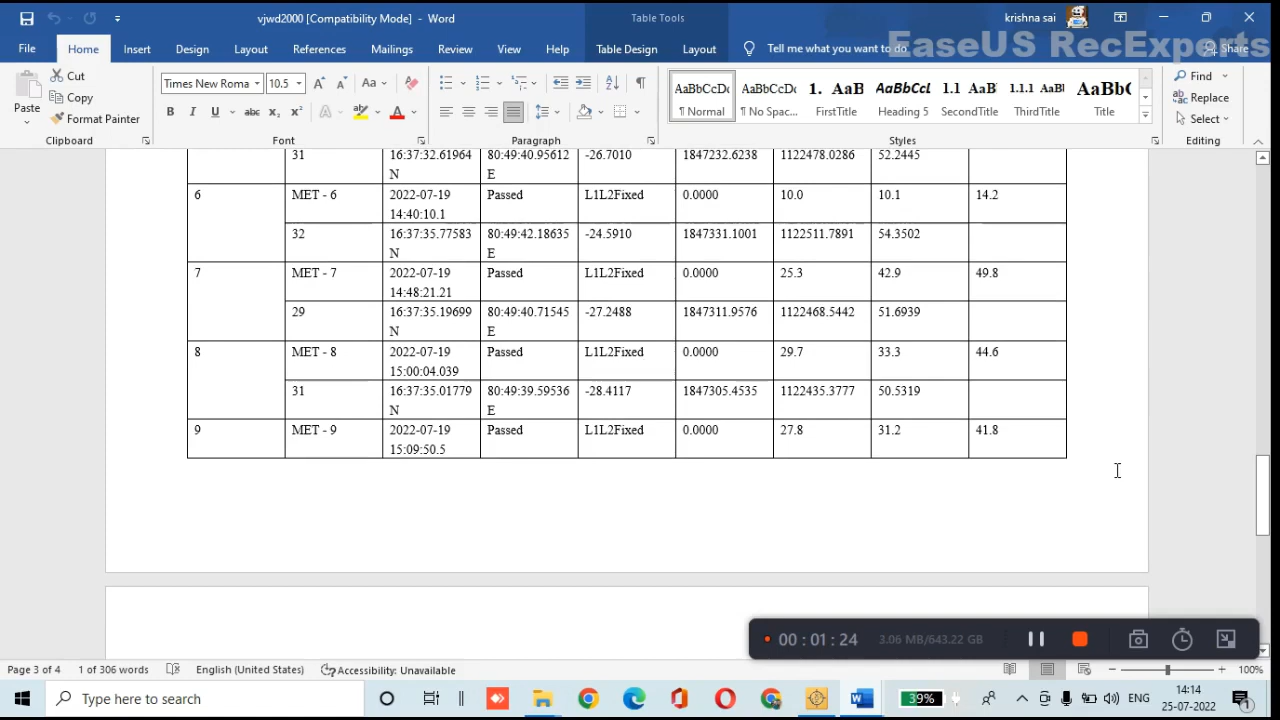 vjwd2000 [Compatibility Mode] - Word
Table Tools
krishna sai
EaseUS RecExperts
File Home Insert Design Layout References Mailings Review View Help Table Design Layout Tell me what you want to do Share
Paste
Cut
Copy
Format Painter
Clipboard
Times New Roma 10.5
Font
Paragraph
AaBbCcDc AaBbCcDc 1. AaB AaBbCcL 1.1 AaB 1.1.1 AaBl AaBbC
¶ Normal ¶ No Spac... FirstTitle Heading 5 SecondTitle ThirdTitle Title
Styles
Find
Replace
Select
Editing
31 16:37:32.61964 80:49:40.95612 -26.7010 1847232.6238 1122478.0286 52.2445
N E
6 MET - 6 2022-07-19 Passed L1L2Fixed 0.0000 10.0 10.1 14.2
14:40:10.1
32 16:37:35.77583 80:49:42.18635 -24.5910 1847331.1001 1122511.7891 54.3502
N E
7 MET - 7 2022-07-19 Passed L1L2Fixed 0.0000 25.3 42.9 49.8
14:48:21.21
29 16:37:35.19699 80:49:40.71545 -27.2488 1847311.9576 1122468.5442 51.6939
N E
8 MET - 8 2022-07-19 Passed L1L2Fixed 0.0000 29.7 33.3 44.6
15:00:04.039
31 16:37:35.01779 80:49:39.59536 -28.4117 1847305.4535 1122435.3777 50.5319
N E
9 MET - 9 2022-07-19 Passed L1L2Fixed 0.0000 27.8 31.2 41.8
15:09:50.5
00 : 01 : 24 3.06 MB/643.22 GB
Page 3 of 4 1 of 306 words English (United States) Accessibility: Unavailable 100%
Type here to search
39%
ENG
14:14
25-07-2022